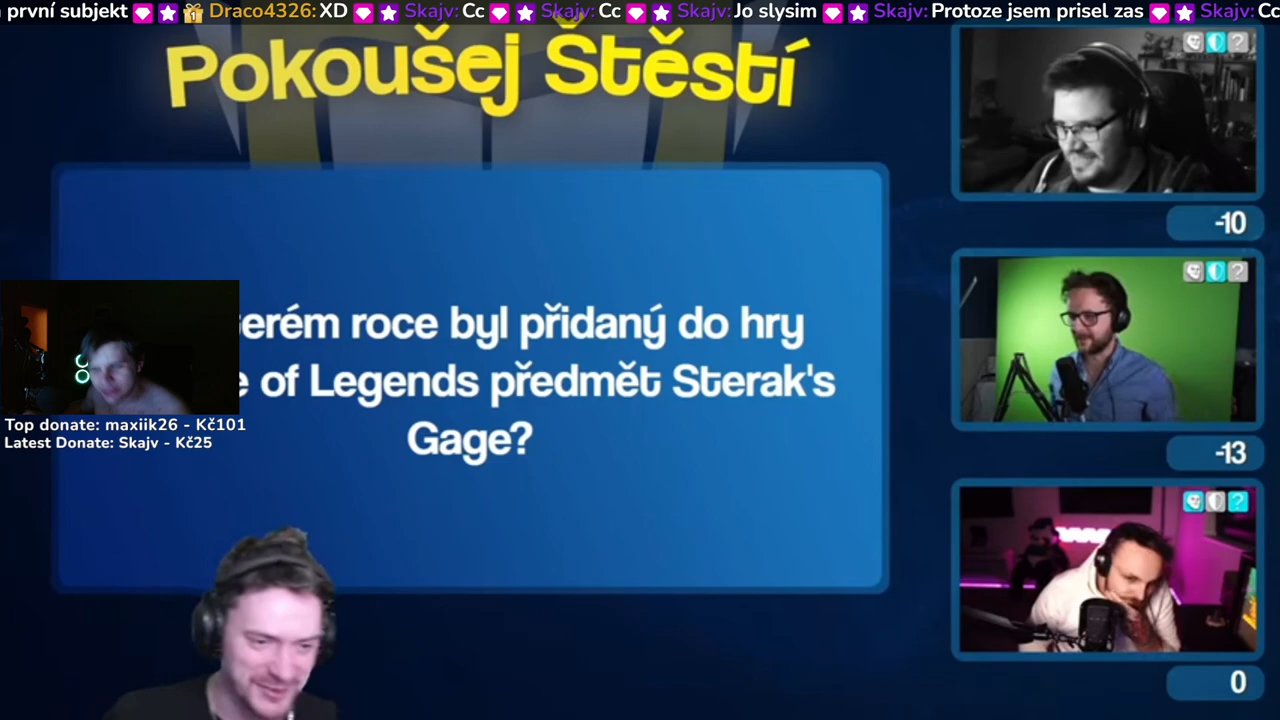 první subjekt Draco4326: XD Skajv: Cc Skajv: Cc Skajv: Jo slysim Skajv: Protoze jsem prisel zas Skajv: Cc
Pokoušej Štěstí
erém roce byl přidaný do hry
e of Legends předmět Sterak's
Gage?
Top donate: maxiik26 - Kč101
Latest Donate: Skajv - Kč25
-10
-13
0